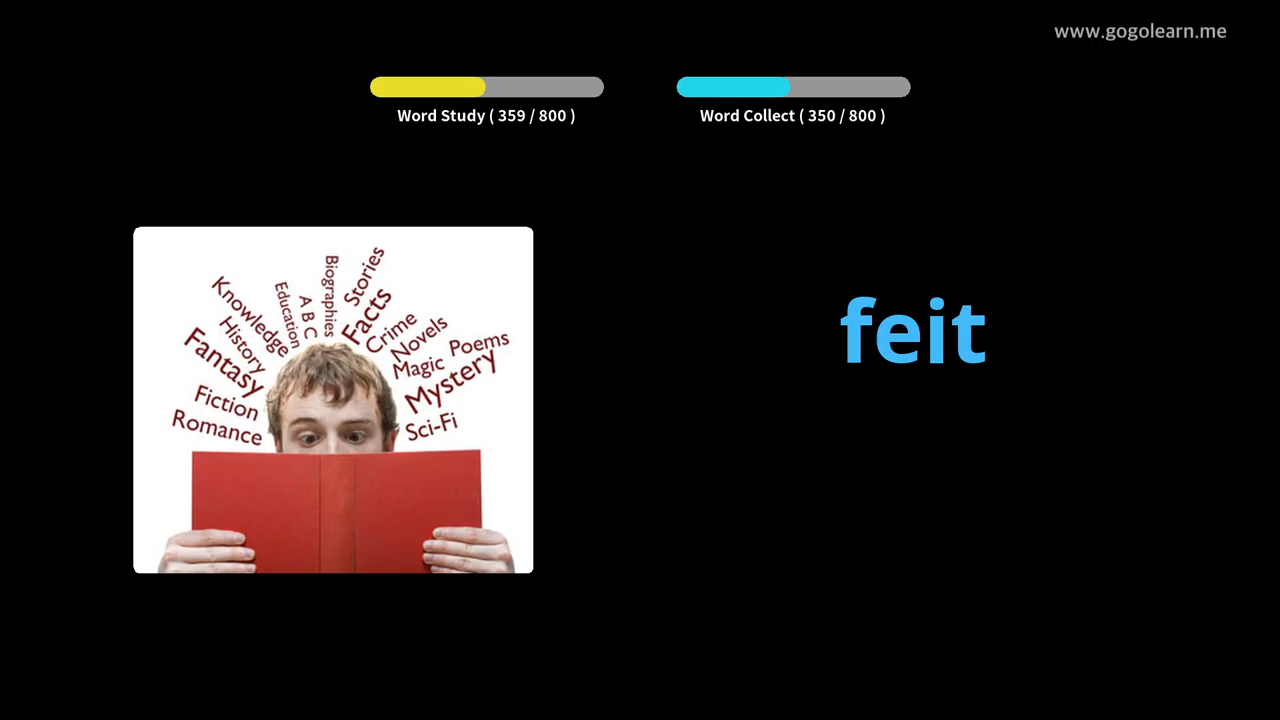 www.gogolearn.me
Word Study ( 359 / 800 )
Word Collect ( 350 / 800 )
feit
Knowledge
Education
A B C
Biographies
Stories
Facts
Crime
Novels
Poems
Magic
Mystery
Sci-Fi
History
Fantasy
Fiction
Romance